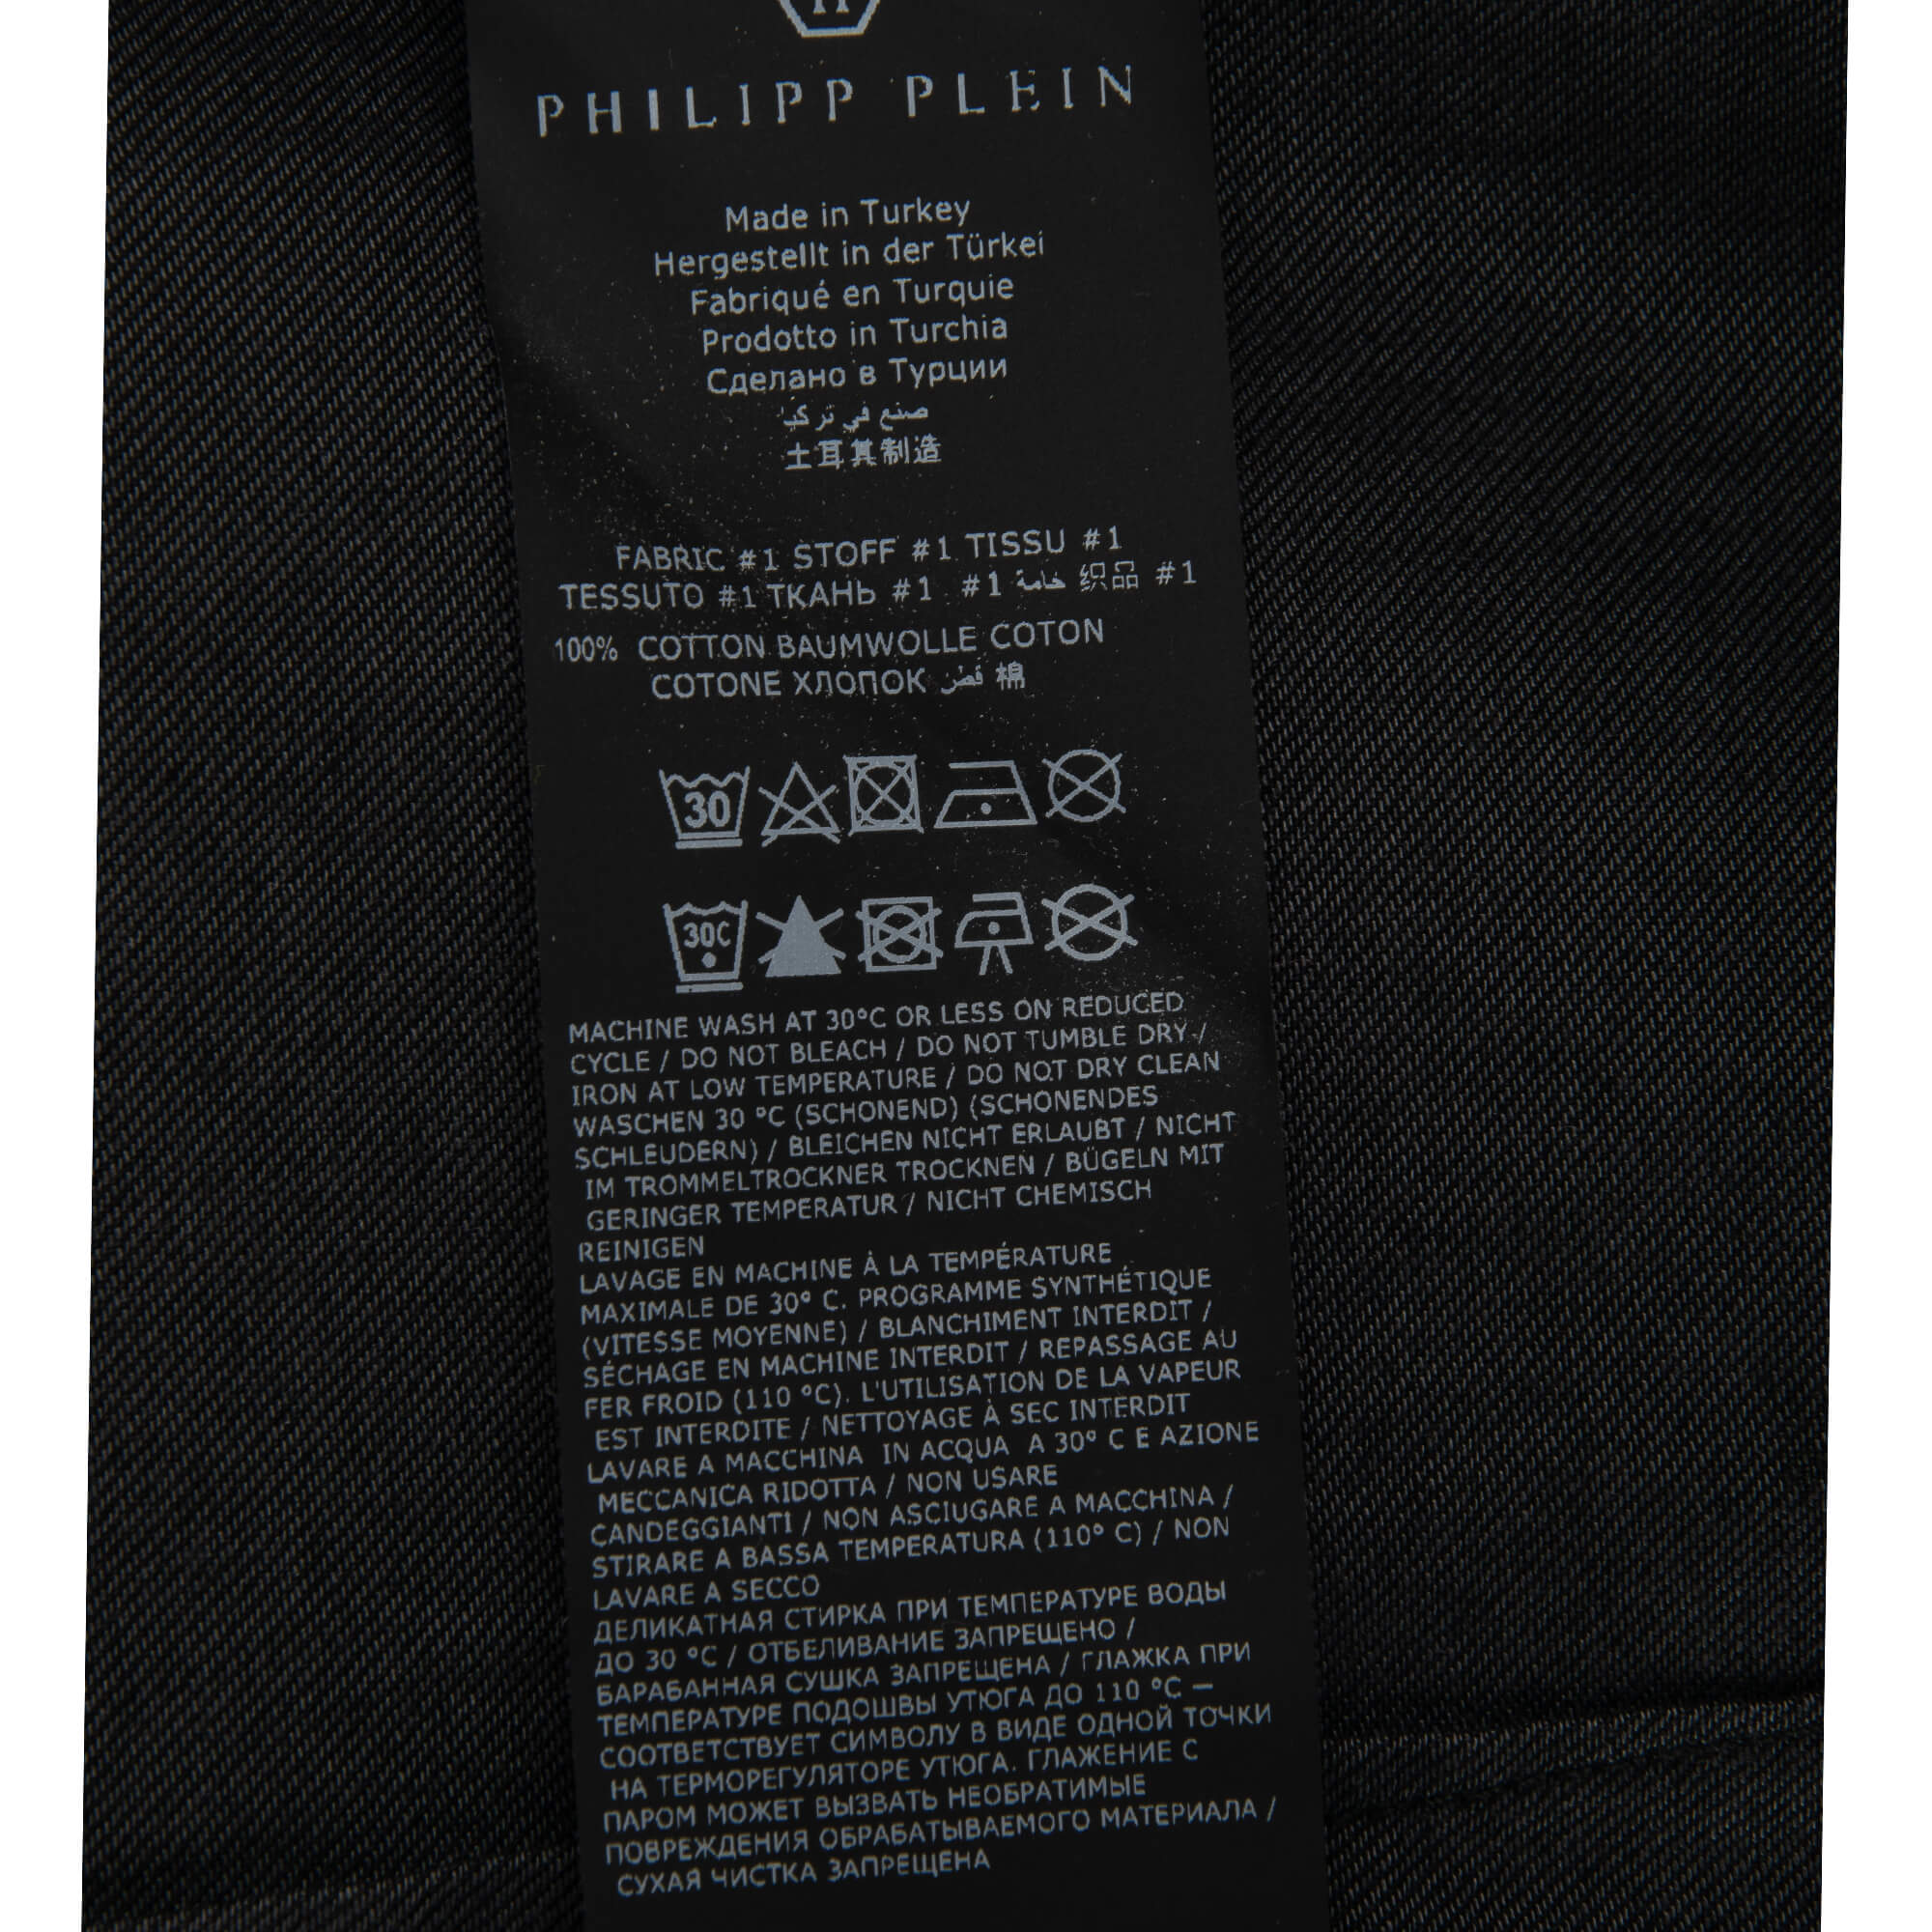 PHILIPP PLEIN
Made in Turkey
Hergestellt in der Türkei
Fabriqué en Turquie
Prodotto in Turchia
Сделано в Турции
صنع في تركيا
土耳其制造
FABRIC #1 STOFF #1 TISSU #1
TESSUTO #1 ТКАНЬ #1 #1 خامة 织品 #1
100% COTTON BAUMWOLLE COTON
COTONE ХЛОПОК 棉
30
30C
MACHINE WASH AT 30°C OR LESS ON REDUCED
CYCLE / DO NOT BLEACH / DO NOT TUMBLE DRY /
IRON AT LOW TEMPERATURE / DO NOT DRY CLEAN
WASCHEN 30 °C (SCHONEND) (SCHONENDES
SCHLEUDERN) / BLEICHEN NICHT ERLAUBT / NICHT
IM TROMMELTROCKNER TROCKNEN / BÜGELN MIT
GERINGER TEMPERATUR / NICHT CHEMISCH
REINIGEN
LAVAGE EN MACHINE À LA TEMPÉRATURE
MAXIMALE DE 30° C. PROGRAMME SYNTHÉTIQUE
(VITESSE MOYENNE) / BLANCHIMENT INTERDIT /
SÉCHAGE EN MACHINE INTERDIT / REPASSAGE AU
FER FROID (110 °C). L'UTILISATION DE LA VAPEUR
EST INTERDITE / NETTOYAGE À SEC INTERDIT
LAVARE A MACCHINA IN ACQUA A 30° C E AZIONE
MECCANICA RIDOTTA / NON USARE
CANDEGGIANTI / NON ASCIUGARE A MACCHINA /
STIRARE A BASSA TEMPERATURA (110° C) / NON
LAVARE A SECCO
ДЕЛИКАТНАЯ СТИРКА ПРИ ТЕМПЕРАТУРЕ ВОДЫ
ДО 30 °C / ОТБЕЛИВАНИЕ ЗАПРЕЩЕНО /
БАРАБАННАЯ СУШКА ЗАПРЕЩЕНА / ГЛАЖКА ПРИ
ТЕМПЕРАТУРЕ ПОДОШВЫ УТЮГА ДО 110 °C —
СООТВЕТСТВУЕТ СИМВОЛУ В ВИДЕ ОДНОЙ ТОЧКИ
НА ТЕРМОРЕГУЛЯТОРЕ УТЮГА. ГЛАЖЕНИЕ С
ПАРОМ МОЖЕТ ВЫЗВАТЬ НЕОБРАТИМЫЕ
ПОВРЕЖДЕНИЯ ОБРАБАТЫВАЕМОГО МАТЕРИАЛА /
СУХАЯ ЧИСТКА ЗАПРЕЩЕНА